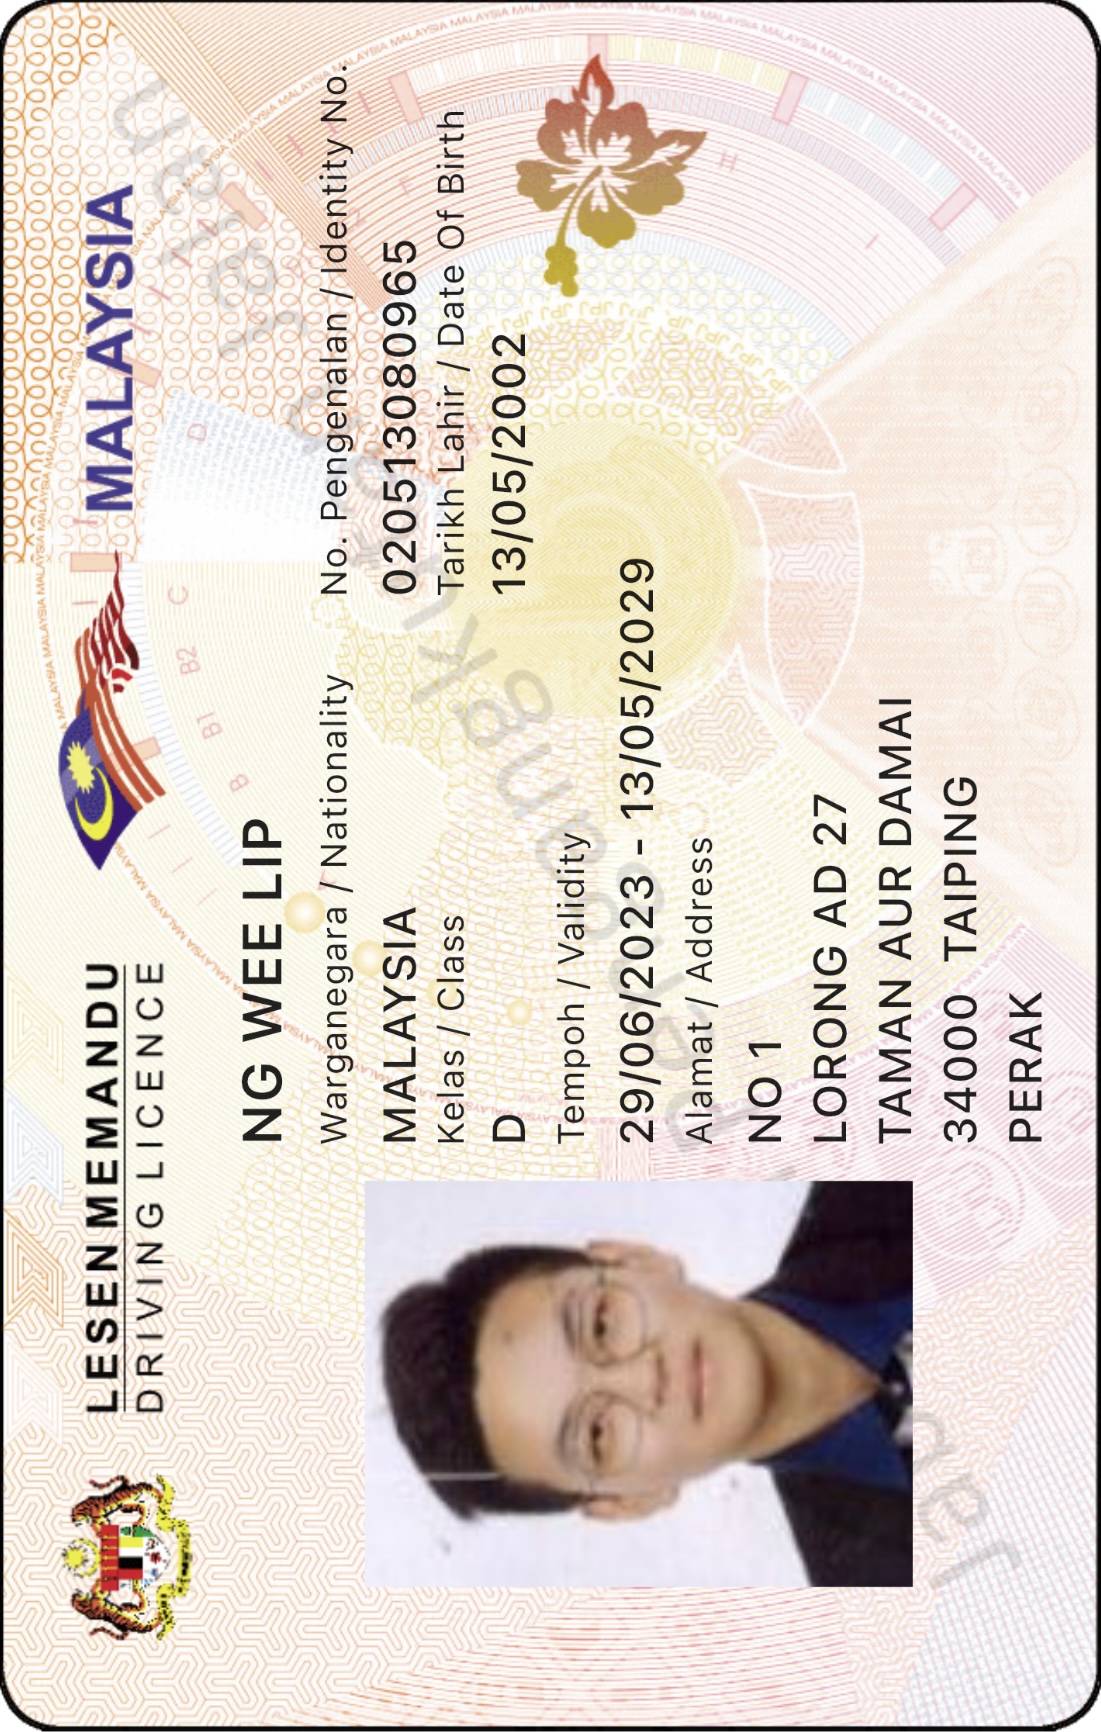 LESEN MEMANDU
DRIVING LICENCE
MALAYSIA
B B1 B2 C D
NG WEE LIP
Warganegara / Nationality
MALAYSIA
No. Pengenalan / Identity No.
020513080965
Kelas / Class
D
Tarikh Lahir / Date Of Birth
13/05/2002
Tempoh / Validity
29/06/2023 - 13/05/2029
Alamat / Address
NO 1
LORONG AD 27
TAMAN AUR DAMAI
34000 TAIPING
PERAK
Pengangkutan Jalan